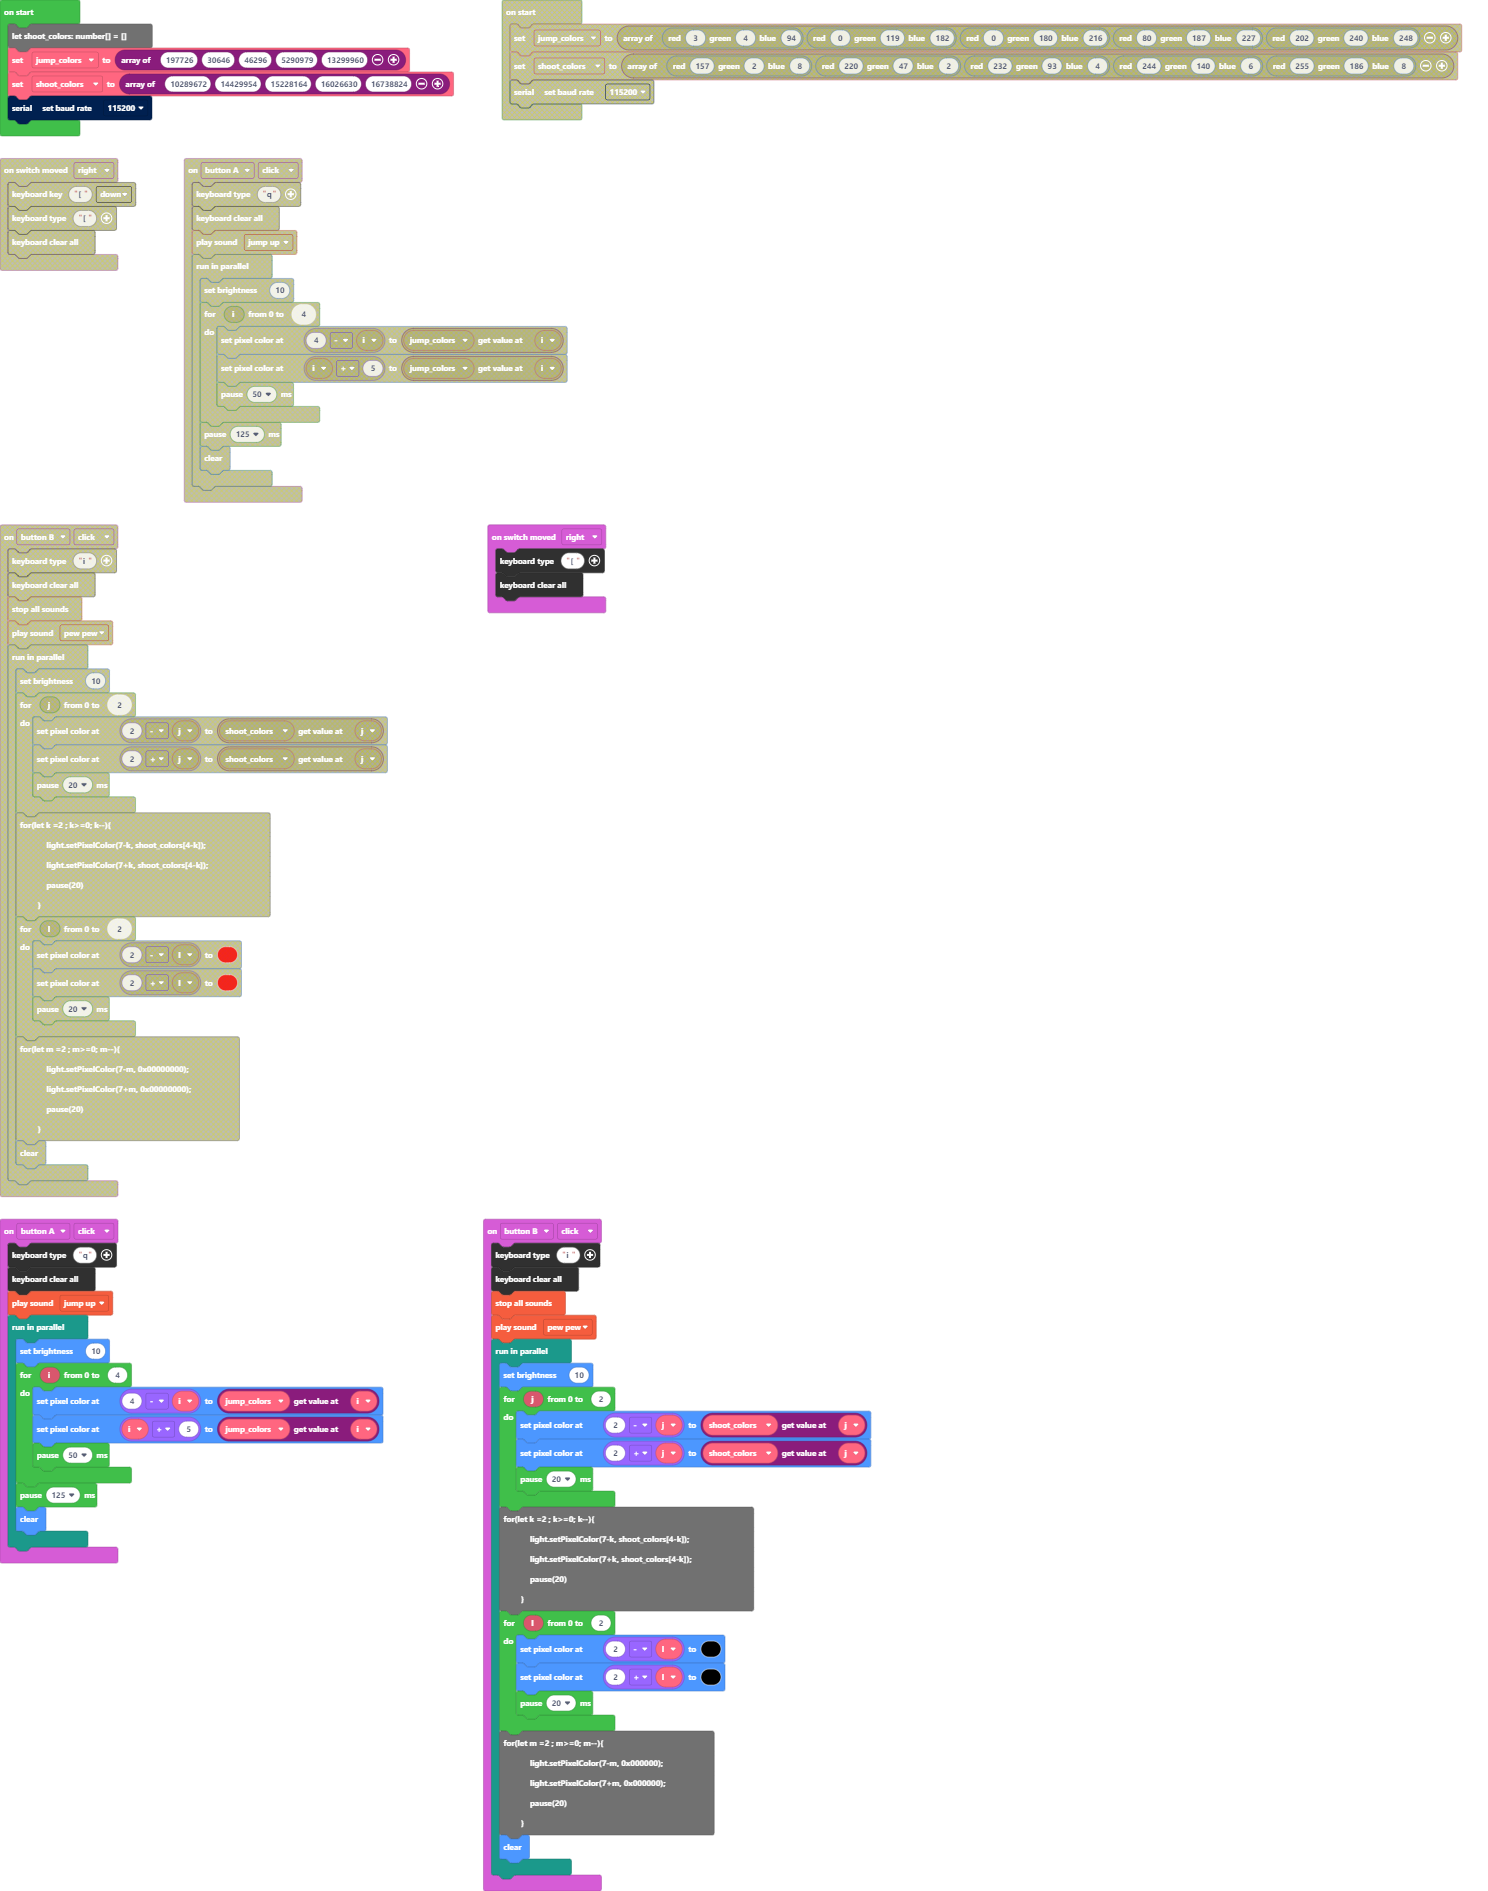 on start
let shoot_colors: number[] = []
set jump_colors to array of 197726 30646 46296 5290979 13299960
set shoot_colors to array of 10289672 14429954 15228164 16026630 16738824
serial set baud rate 115200
on start
set jump_colors to array of red 3 green 4 blue 94 red 0 green 119 blue 182 red 0 green 180 blue 216 red 80 green 187 blue 227 red 202 green 240 blue 248
set shoot_colors to array of red 157 green 2 blue 8 red 220 green 47 blue 2 red 232 green 93 blue 4 red 244 green 140 blue 6 red 255 green 186 blue 8
serial set baud rate 115200
on switch moved right
keyboard key "[" down
keyboard type "["
keyboard clear all
on button A click
keyboard type "q"
keyboard clear all
play sound jump up
run in parallel
set brightness 10
for i from 0 to 4
do
set pixel color at 4 - i to jump_colors get value at i
set pixel color at i + 5 to jump_colors get value at i
pause 50 ms
pause 125 ms
clear
on button B click
keyboard type "i"
keyboard clear all
stop all sounds
play sound pew pew
run in parallel
set brightness 10
for j from 0 to 2
do
set pixel color at 2 - j to shoot_colors get value at j
set pixel color at 2 + j to shoot_colors get value at j
pause 20 ms
for(let k =2 ; k>=0; k--){
light.setPixelColor(7-k, shoot_colors[4-k]);
light.setPixelColor(7+k, shoot_colors[4-k]);
pause(20)
}
for l from 0 to 2
do
set pixel color at 2 - l to
set pixel color at 2 + l to
pause 20 ms
for(let m =2 ; m>=0; m--){
light.setPixelColor(7-m, 0x00000000);
light.setPixelColor(7+m, 0x00000000);
pause(20)
}
clear
on switch moved right
keyboard type "["
keyboard clear all
on button A click
keyboard type "q"
keyboard clear all
play sound jump up
run in parallel
set brightness 10
for i from 0 to 4
do
set pixel color at 4 - i to jump_colors get value at i
set pixel color at i + 5 to jump_colors get value at i
pause 50 ms
pause 125 ms
clear
on button B click
keyboard type "i"
keyboard clear all
stop all sounds
play sound pew pew
run in parallel
set brightness 10
for j from 0 to 2
do
set pixel color at 2 - j to shoot_colors get value at j
set pixel color at 2 + j to shoot_colors get value at j
pause 20 ms
for(let k =2 ; k>=0; k--){
light.setPixelColor(7-k, shoot_colors[4-k]);
light.setPixelColor(7+k, shoot_colors[4-k]);
pause(20)
}
for l from 0 to 2
do
set pixel color at 2 - l to
set pixel color at 2 + l to
pause 20 ms
for(let m =2 ; m>=0; m--){
light.setPixelColor(7-m, 0x000000);
light.setPixelColor(7+m, 0x000000);
pause(20)
}
clear